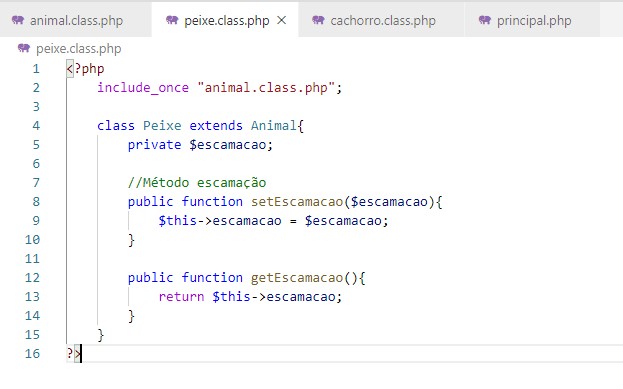 animal.class.php peixe.class.php × cachorro.class.php principal.php
peixe.class.php
1 <?php
2 include_once "animal.class.php";
3
4 class Peixe extends Animal{
5 private $escamacao;
6
7 //Método escamação
8 public function setEscamacao($escamacao){
9 $this->escamacao = $escamacao;
10 }
11
12 public function getEscamacao(){
13 return $this->escamacao;
14 }
15 }
16 ?>